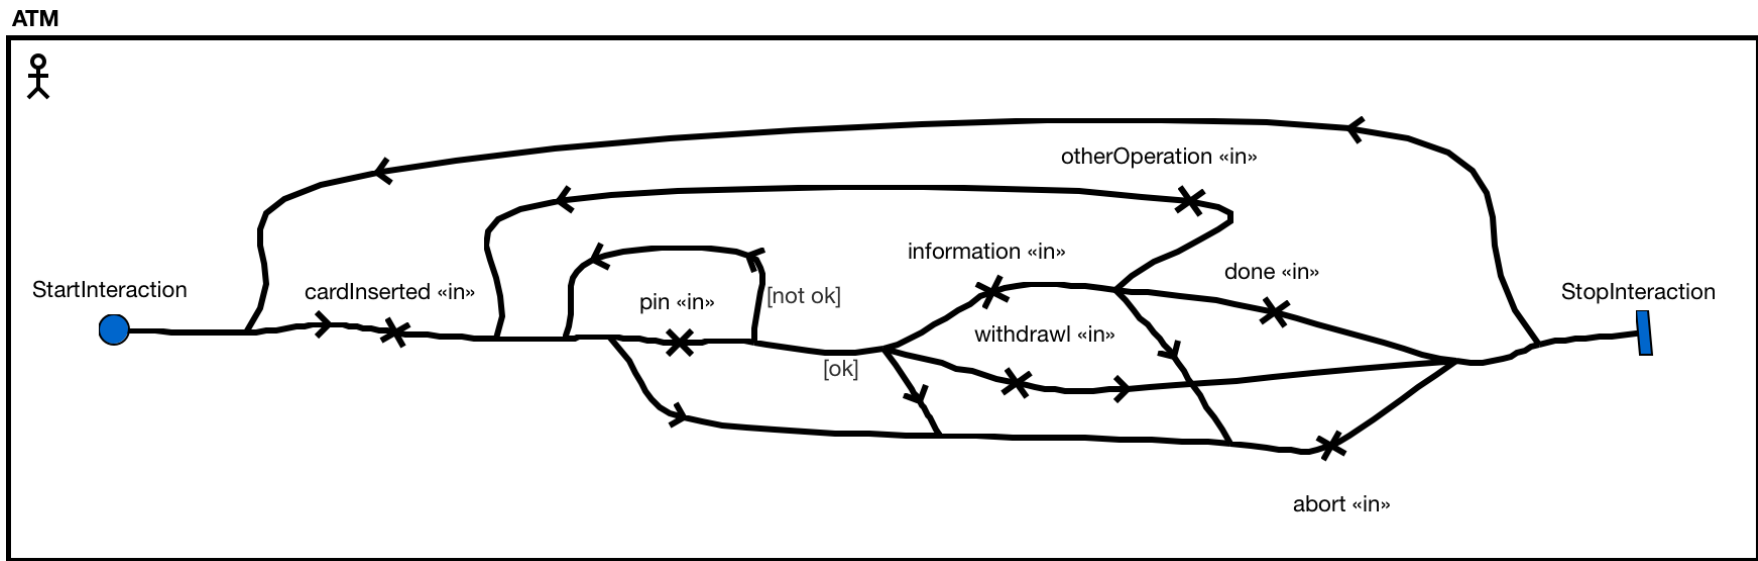 ATM
otherOperation «in»
information «in»
done «in»
StartInteraction
cardInserted «in»
pin «in»
[not ok]
StopInteraction
withdrawl «in»
[ok]
abort «in»